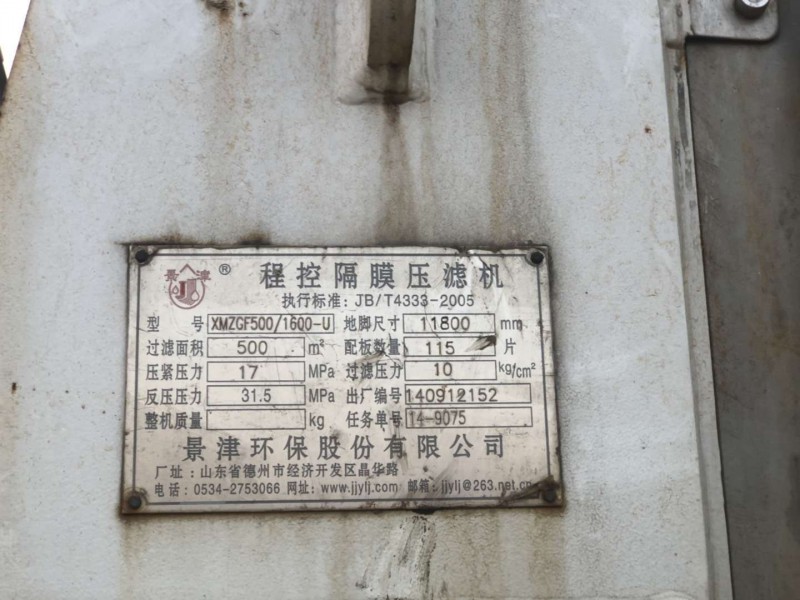 景津 ® 程控隔膜压滤机
执行标准: JB/T4333-2005
型号 XMZGF500/1600-U 地脚尺寸 11800 mm
过滤面积 500 m² 配板数量 115 片
压紧压力 17 MPa 过滤压力 10 kg/cm²
反压压力 31.5 MPa 出厂编号 140912152
整机质量 kg 任务单号 14-9075
景津环保股份有限公司
厂址: 山东省德州市经济开发区晶华路
电话: 0534-2753066 网址: www.jjylj.com 邮箱: jjylj@263.net.cn